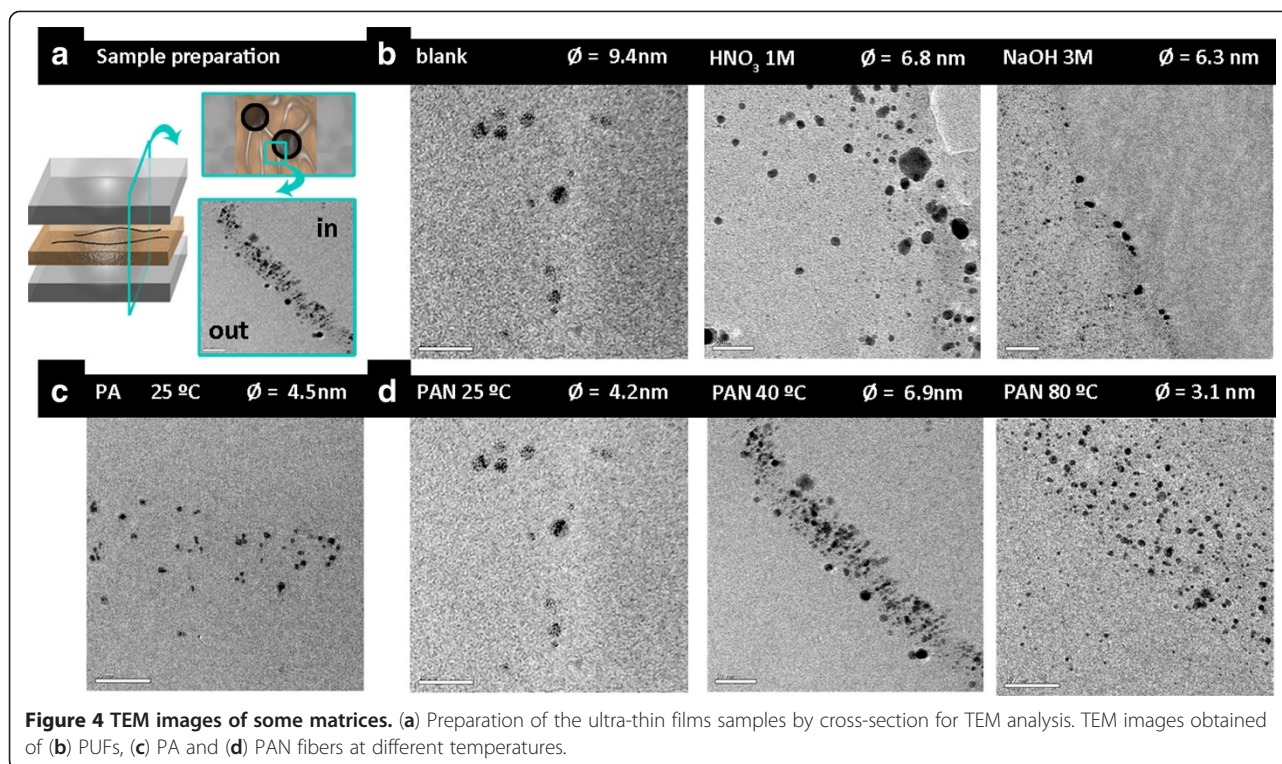 a Sample preparation
b blank Ø = 9.4nm HNO₃ 1M Ø = 6.8 nm NaOH 3M Ø = 6.3 nm
in
out
c PA 25 ºC Ø = 4.5nm d PAN 25 ºC Ø = 4.2nm PAN 40 ºC Ø = 6.9nm PAN 80 ºC Ø = 3.1 nm
Figure 4 TEM images of some matrices. (a) Preparation of the ultra-thin films samples by cross-section for TEM analysis. TEM images obtained
of (b) PUFs, (c) PA and (d) PAN fibers at different temperatures.